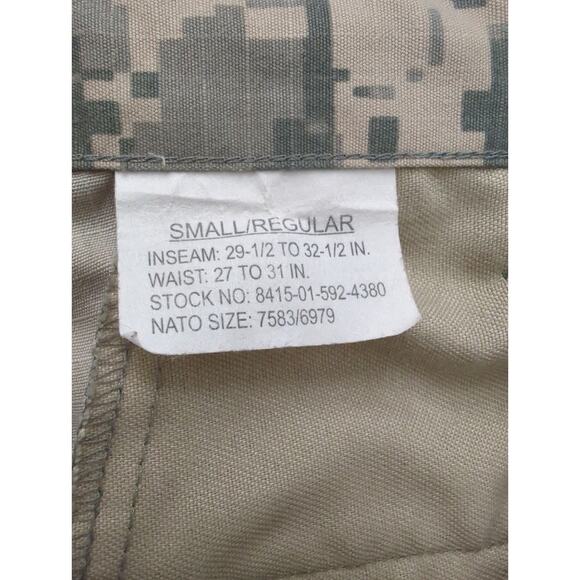 SMALL/REGULAR
INSEAM: 29-1/2 TO 32-1/2 IN.
WAIST: 27 TO 31 IN.
STOCK NO: 8415-01-592-4380
NATO SIZE: 7583/6979